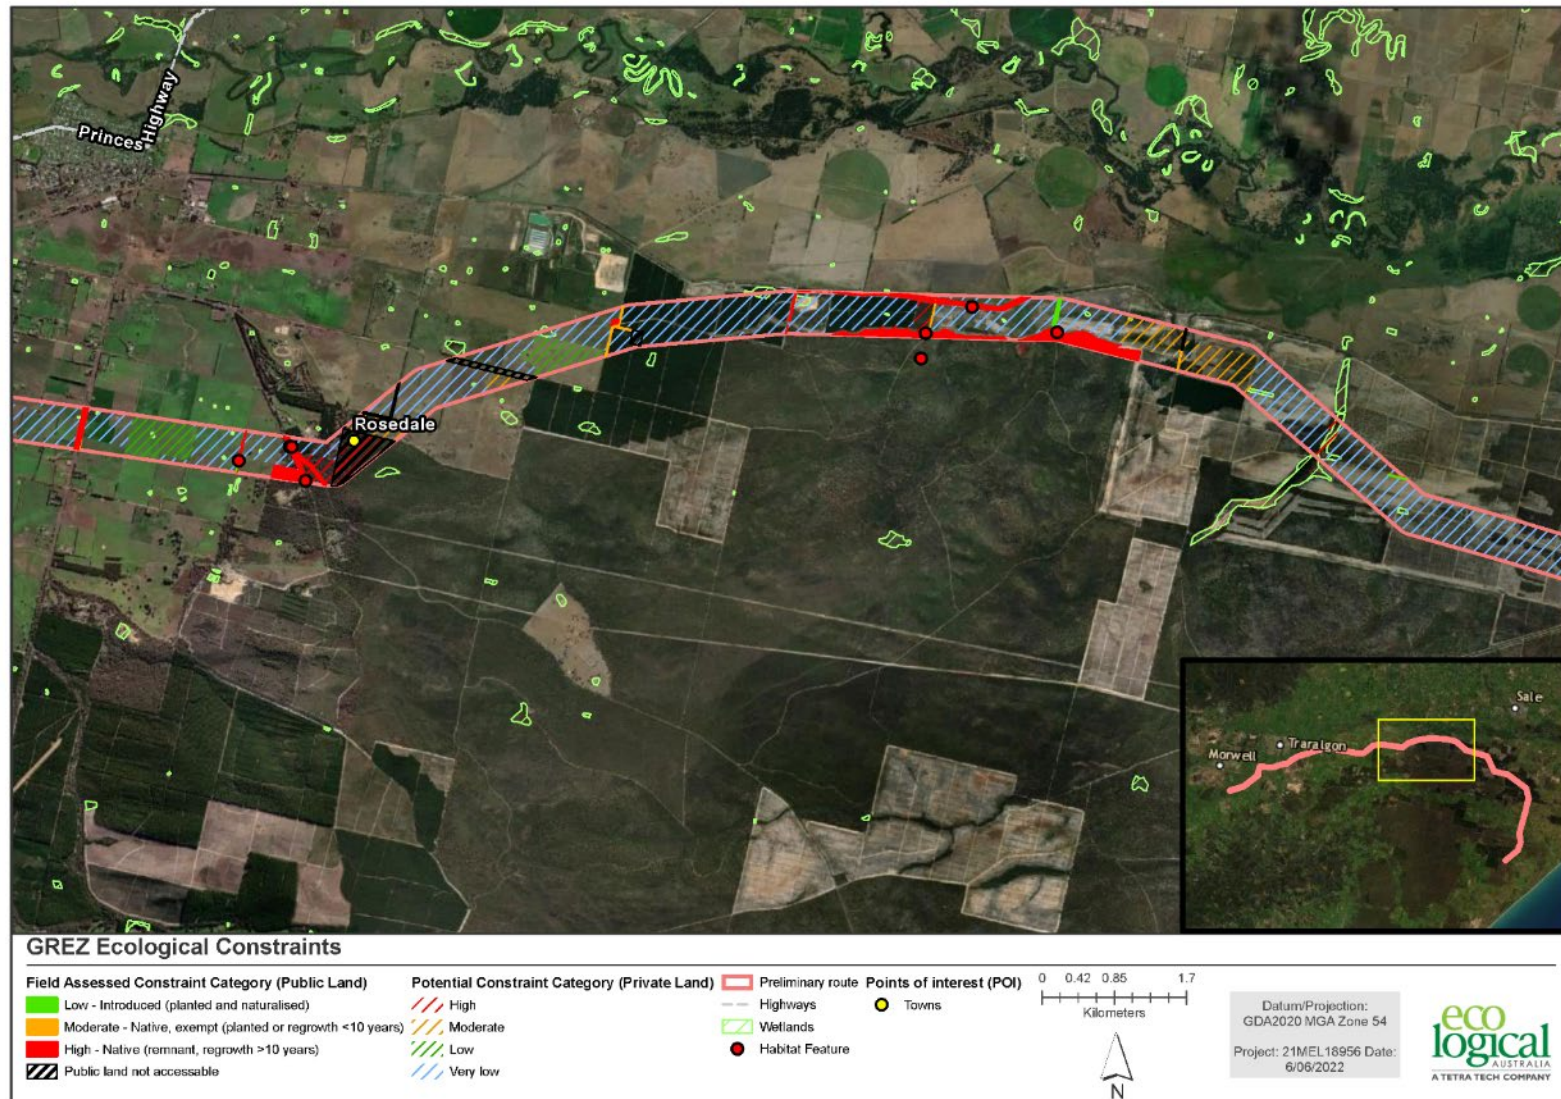 Princes Highway
Rosedale
Sale
Traralgon
Morwell
GREZ Ecological Constraints
Field Assessed Constraint Category (Public Land)
Low - Introduced (planted and naturalised)
Moderate - Native, exempt (planted or regrowth <10 years)
High - Native (remnant, regrowth >10 years)
Public land not accessable
Potential Constraint Category (Private Land)
High
Moderate
Low
Very low
Preliminary route
Highways
Wetlands
Habitat Feature
Points of interest (POI)
Towns
0 0.42 0.85 1.7
Kilometers
N
Datum/Projection:
GDA2020 MGA Zone 54
Project: 21MEL18956 Date:
6/06/2022
eco
logical
AUSTRALIA
A TETRA TECH COMPANY